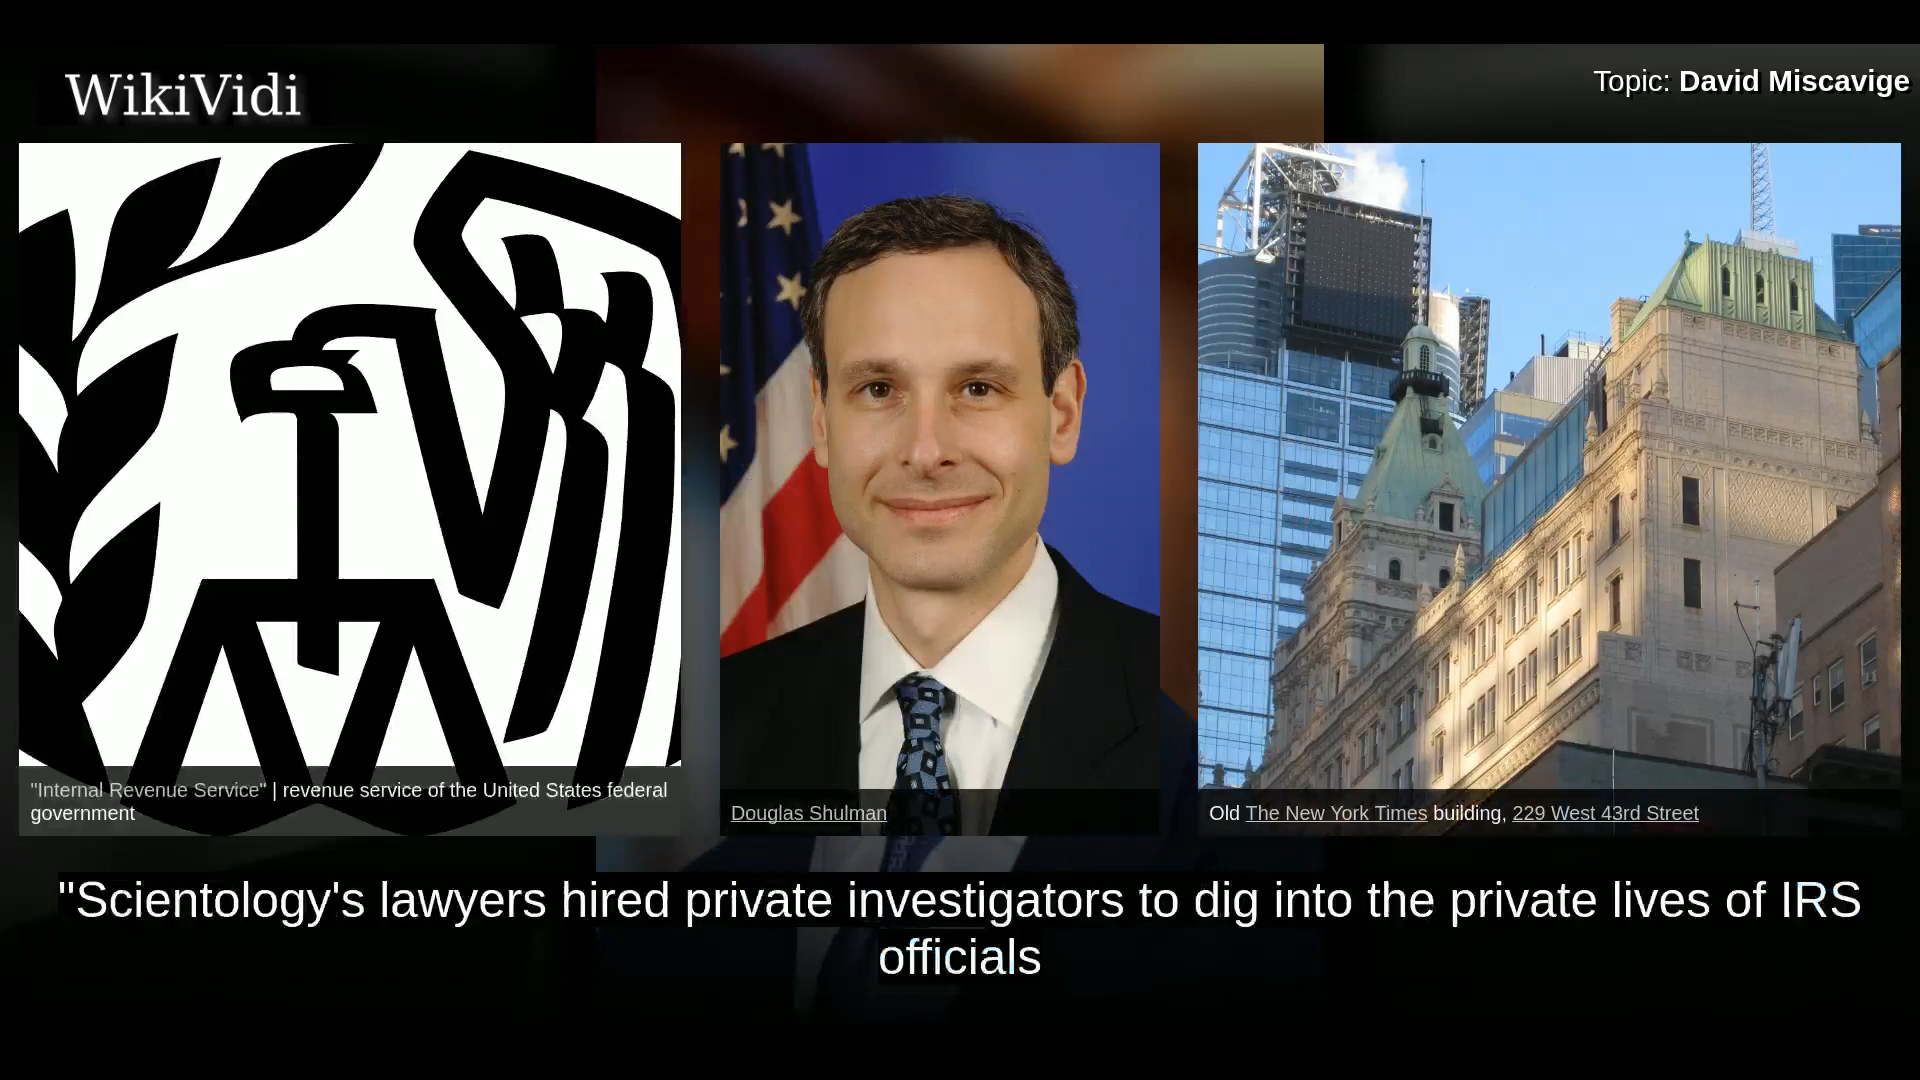 WikiVidi
Topic: David Miscavige
"Internal Revenue Service" | revenue service of the United States federal
government
Douglas Shulman
Old The New York Times building, 229 West 43rd Street
"Scientology's lawyers hired private investigators to dig into the private lives of IRS
officials